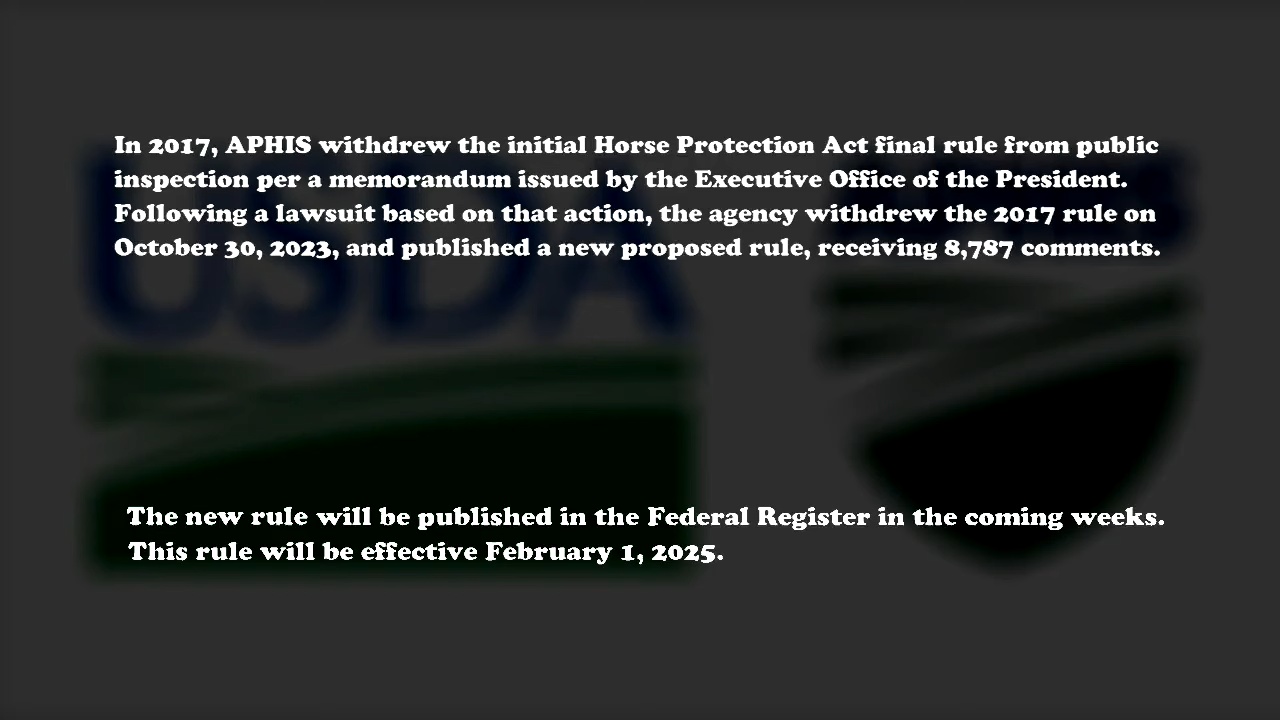 In 2017, APHIS withdrew the initial Horse Protection Act final rule from public
inspection per a memorandum issued by the Executive Office of the President.
Following a lawsuit based on that action, the agency withdrew the 2017 rule on
October 30, 2023, and published a new proposed rule, receiving 8,787 comments.
USDA
The new rule will be published in the Federal Register in the coming weeks.
This rule will be effective February 1, 2025.